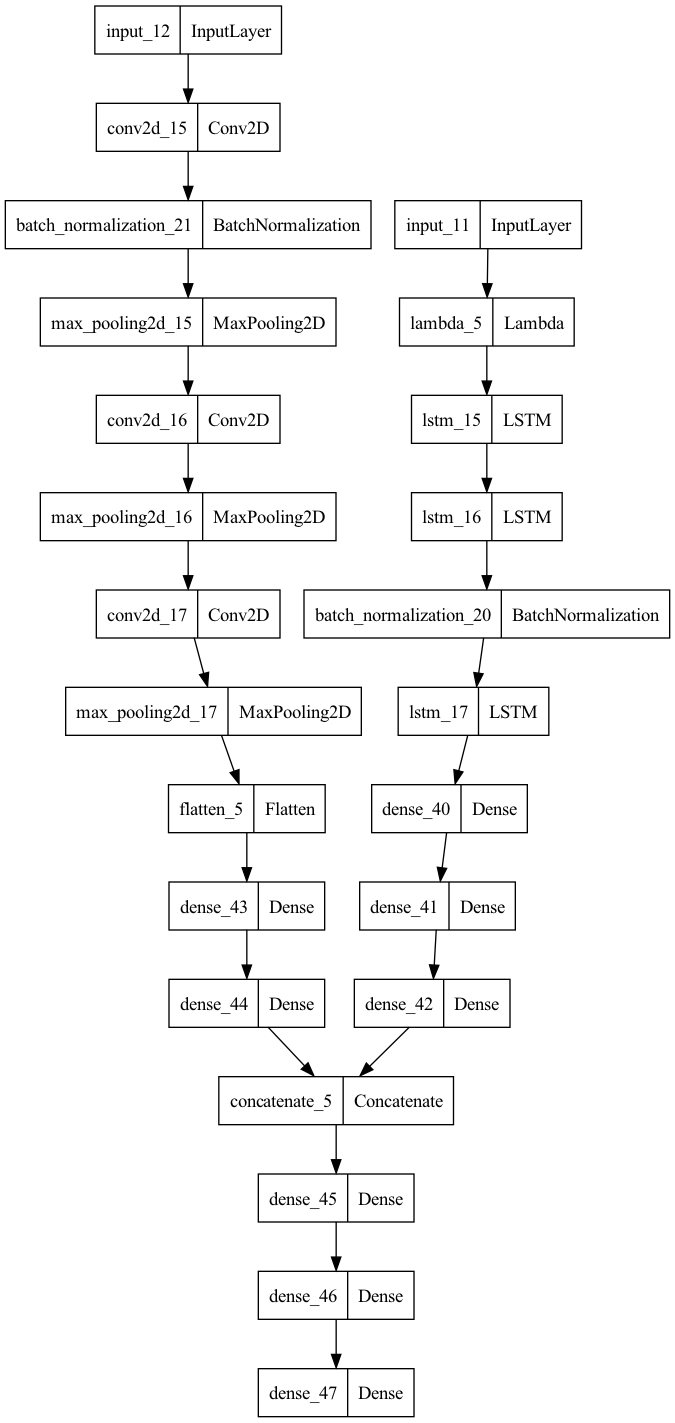 input_12 InputLayer
conv2d_15 Conv2D
batch_normalization_21 BatchNormalization
input_11 InputLayer
max_pooling2d_15 MaxPooling2D
lambda_5 Lambda
conv2d_16 Conv2D
lstm_15 LSTM
max_pooling2d_16 MaxPooling2D
lstm_16 LSTM
conv2d_17 Conv2D
batch_normalization_20 BatchNormalization
max_pooling2d_17 MaxPooling2D
lstm_17 LSTM
flatten_5 Flatten
dense_40 Dense
dense_43 Dense
dense_41 Dense
dense_44 Dense
dense_42 Dense
concatenate_5 Concatenate
dense_45 Dense
dense_46 Dense
dense_47 Dense